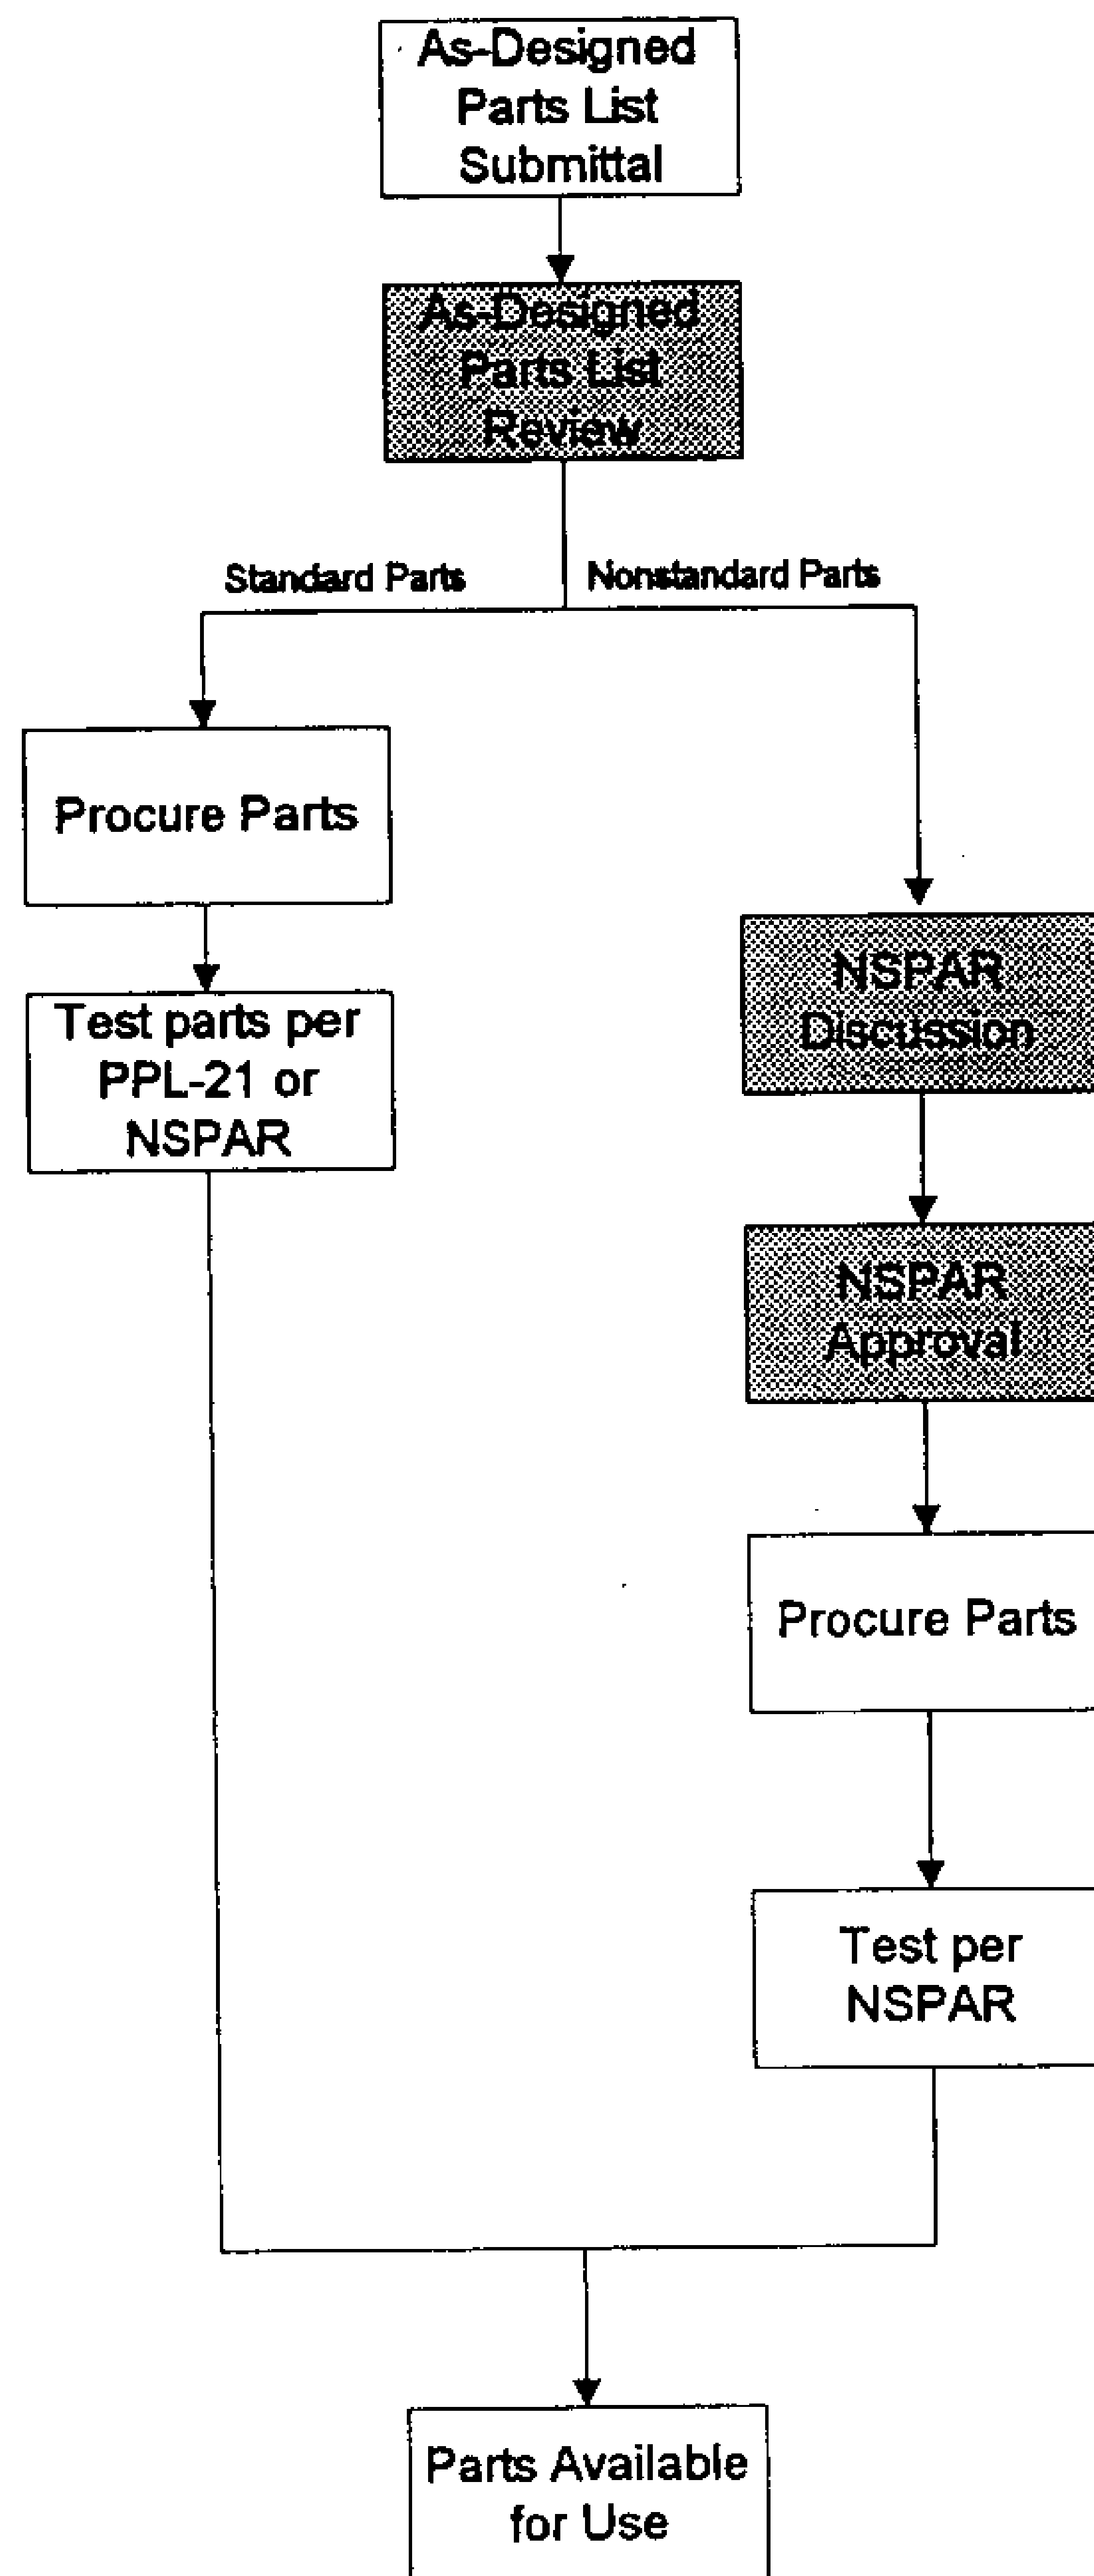 As-Designed
Parts List
Submittal
As-Designed
Parts List
Review
Standard Parts
Nonstandard Parts
Procure Parts
Test parts per
PPL-21 or
NSPAR
NSPAR
Discussion
NSPAR
Approval
Procure Parts
Test per
NSPAR
Parts Available
for Use